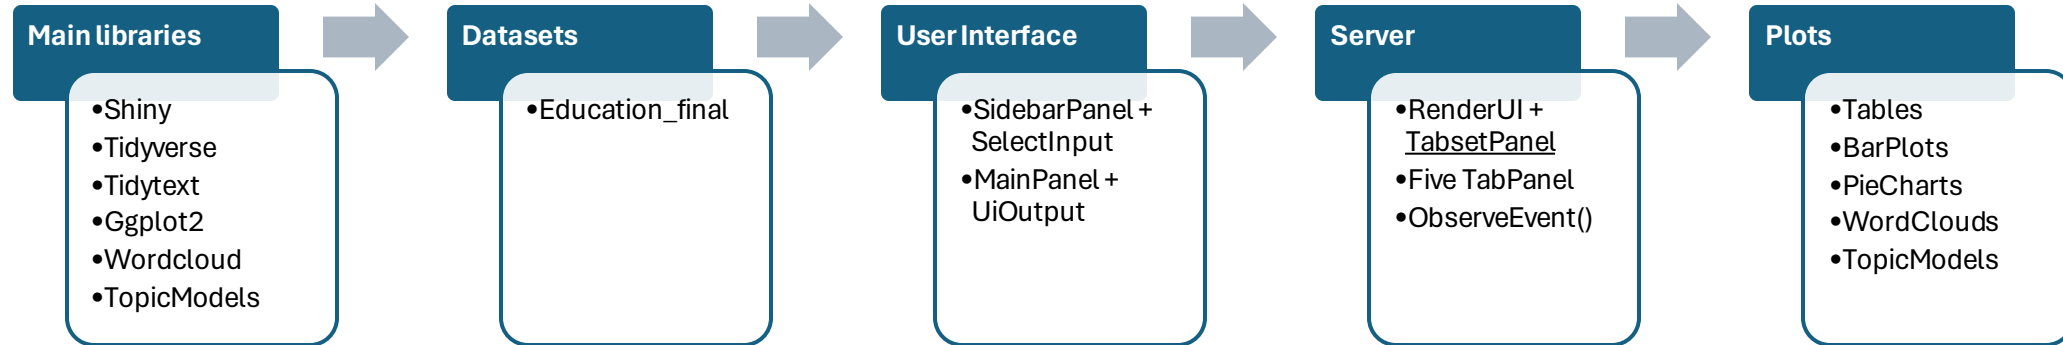 Main libraries
•Shiny
•Tidyverse
•Tidytext
•Ggplot2
•Wordcloud
•TopicModels
Datasets
•Education_final
User Interface
•SidebarPanel +
SelectInput
•MainPanel +
UiOutput
Server
•RenderUI +
TabsetPanel
•Five TabPanel
•ObserveEvent()
Plots
•Tables
•BarPlots
•PieCharts
•WordClouds
•TopicModels